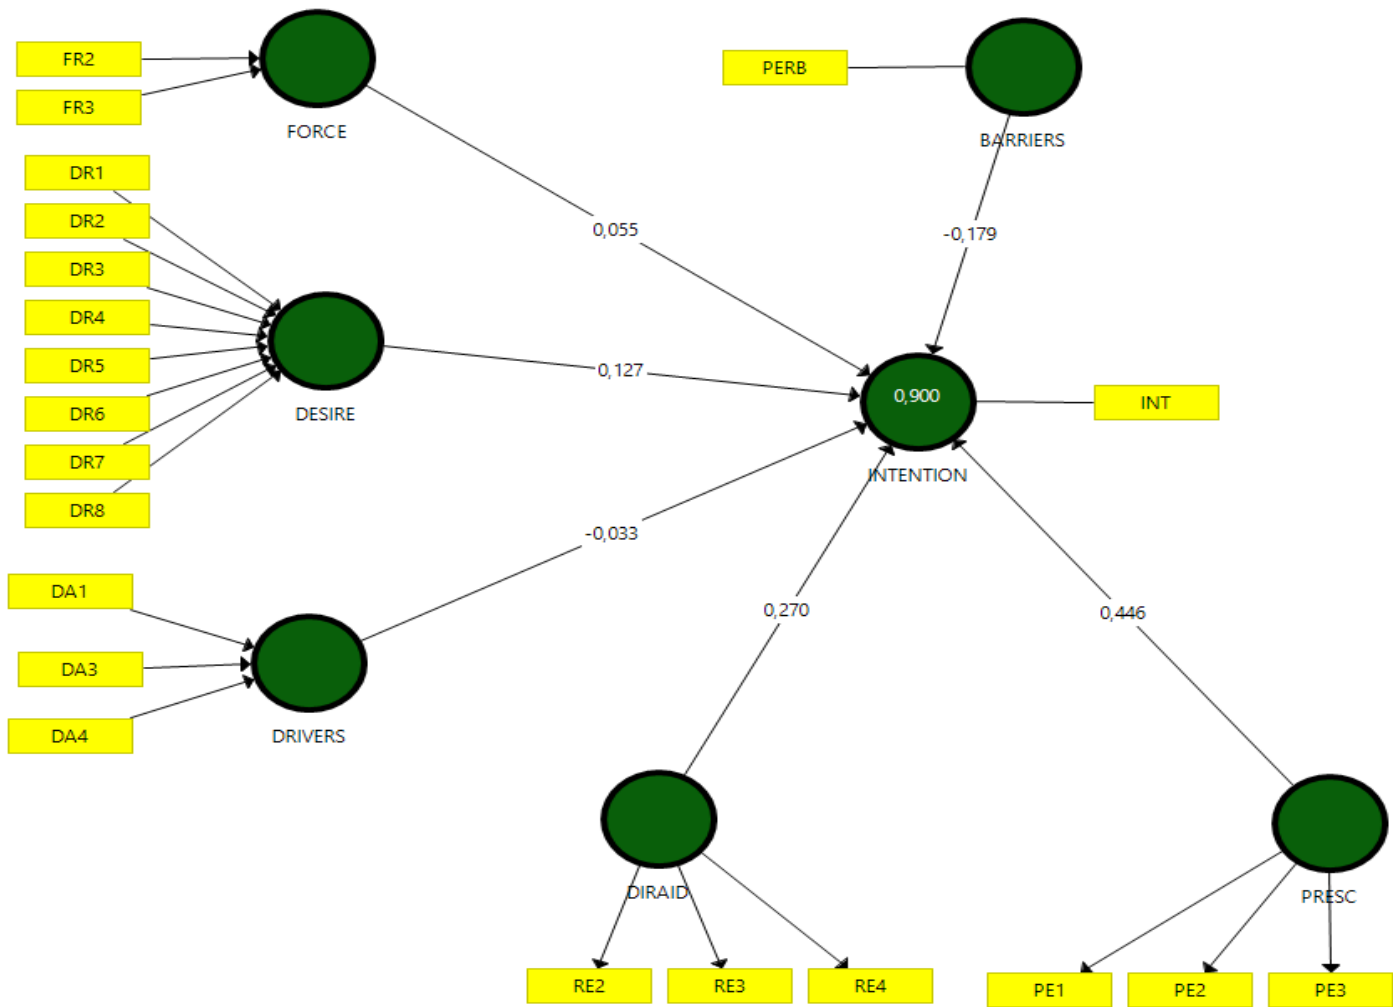 FR2
FR3
FORCE
PERB
BARRIERS
DR1
DR2
DR3
DR4
DR5
DR6
DR7
DR8
DESIRE
0,055
-0,179
0,127
0,900
INTENTION
INT
-0,033
DA1
DA3
DA4
DRIVERS
0,270
0,446
DIRAID
PRESC
RE2
RE3
RE4
PE1
PE2
PE3